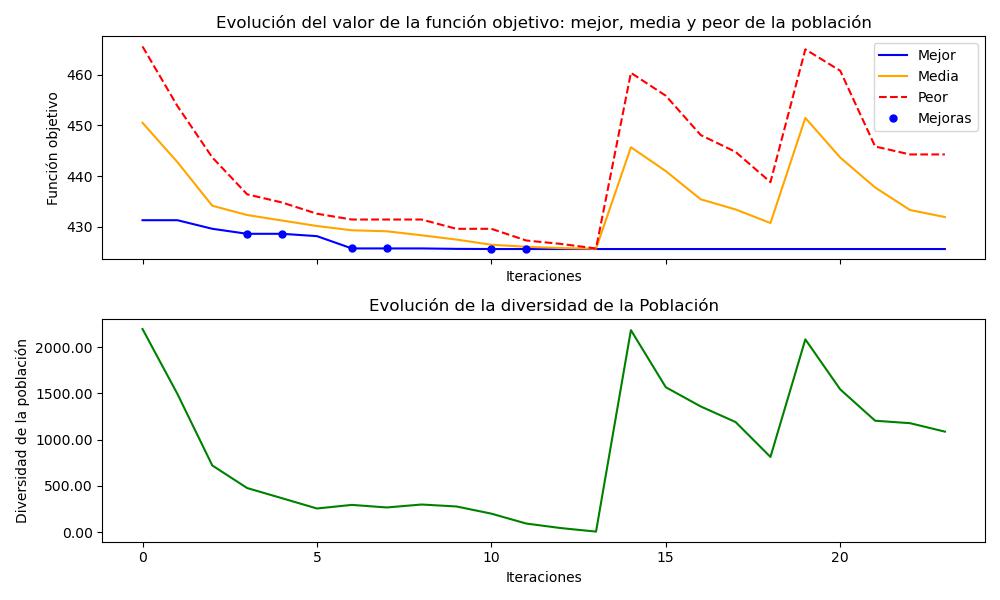 Evolución del valor de la función objetivo: mejor, media y peor de la población
Función objetivo
460
450
440
430
Mejor
Media
Peor
Mejoras
Iteraciones
Evolución de la diversidad de la Población
Diversidad de la población
2000.00
1500.00
1000.00
500.00
0.00
0
5
10
15
20
Iteraciones